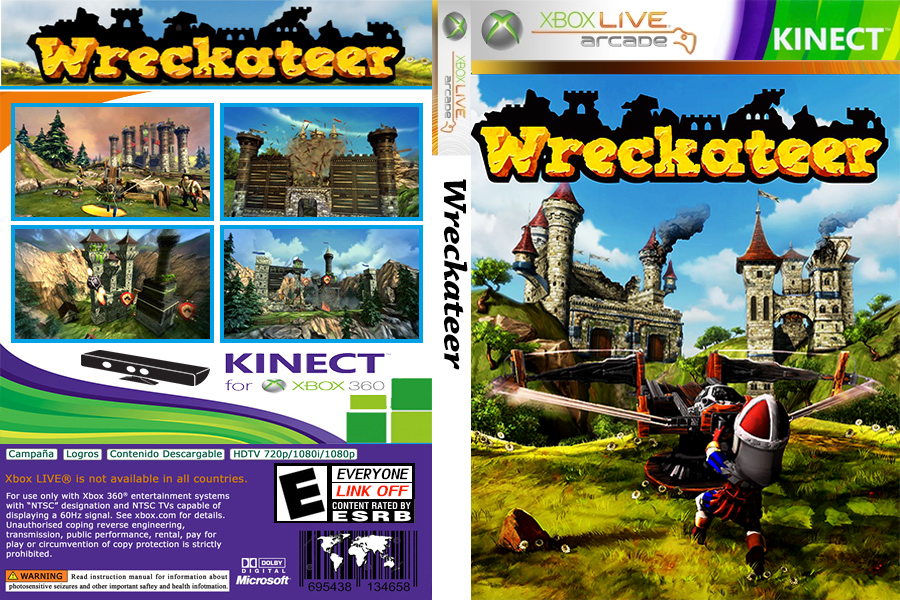 Wreckateer
KINECT™
for XBOX 360
Campaña Logros Contenido Descargable HDTV 720p/1080i/1080p
Xbox LIVE® is not available in all countries.
For use only with Xbox 360® entertainment systems
with “NTSC” designation and NTSC TVs capable of
displaying a 60Hz signal. See xbox.com for details.
Unauthorised coping reverse engineering,
transmission, public performance, rental, pay for
play or circumvention of copy protection is strictly
prohibited.
WARNING Read instruction manual for information about
photosensitive seizures and other important saftey and health infotmation.
E
EVERYONE
LINK OFF
CONTENT RATED BY
ESRB
DOLBY
DIGITAL
Microsoft
695438 134658
XBOX LIVE
arcade
Wreckateer
XBOX LIVE
arcade
KINECT™
Wreckateer